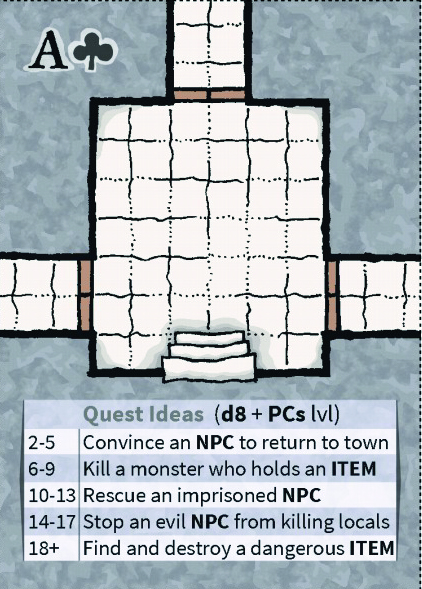 A♣
Quest Ideas (d8 + PCs lvl)
2-5 Convince an NPC to return to town
6-9 Kill a monster who holds an ITEM
10-13 Rescue an imprisoned NPC
14-17 Stop an evil NPC from killing locals
18+ Find and destroy a dangerous ITEM